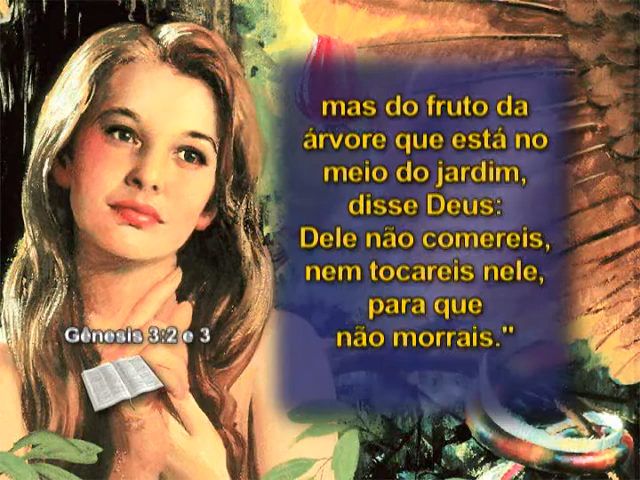 mas do fruto da
árvore que está no
meio do jardim,
disse Deus:
Dele não comereis,
nem tocareis nele,
para que
não morrais."
Gênesis 3:2 e 3